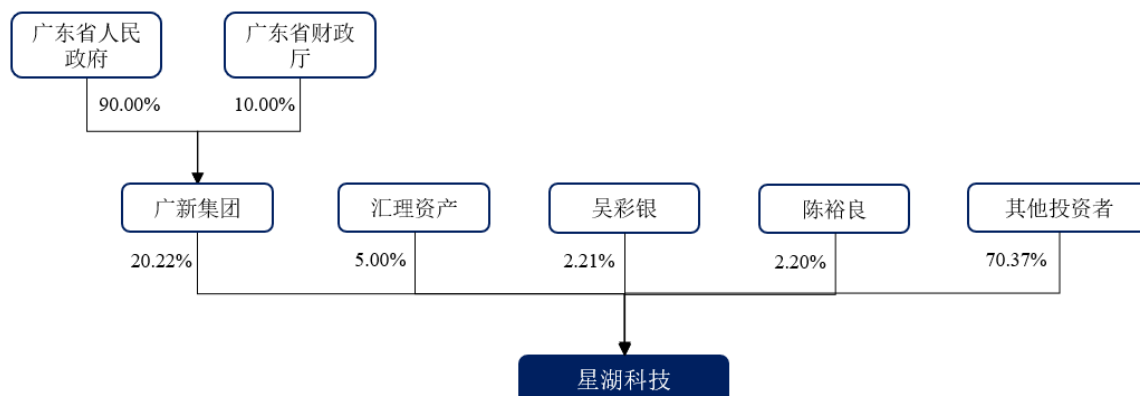 广东省人民
政府
广东省财政
厅
90.00%
10.00%
广新集团
汇理资产
吴彩银
陈裕良
其他投资者
20.22%
5.00%
2.21%
2.20%
70.37%
星湖科技